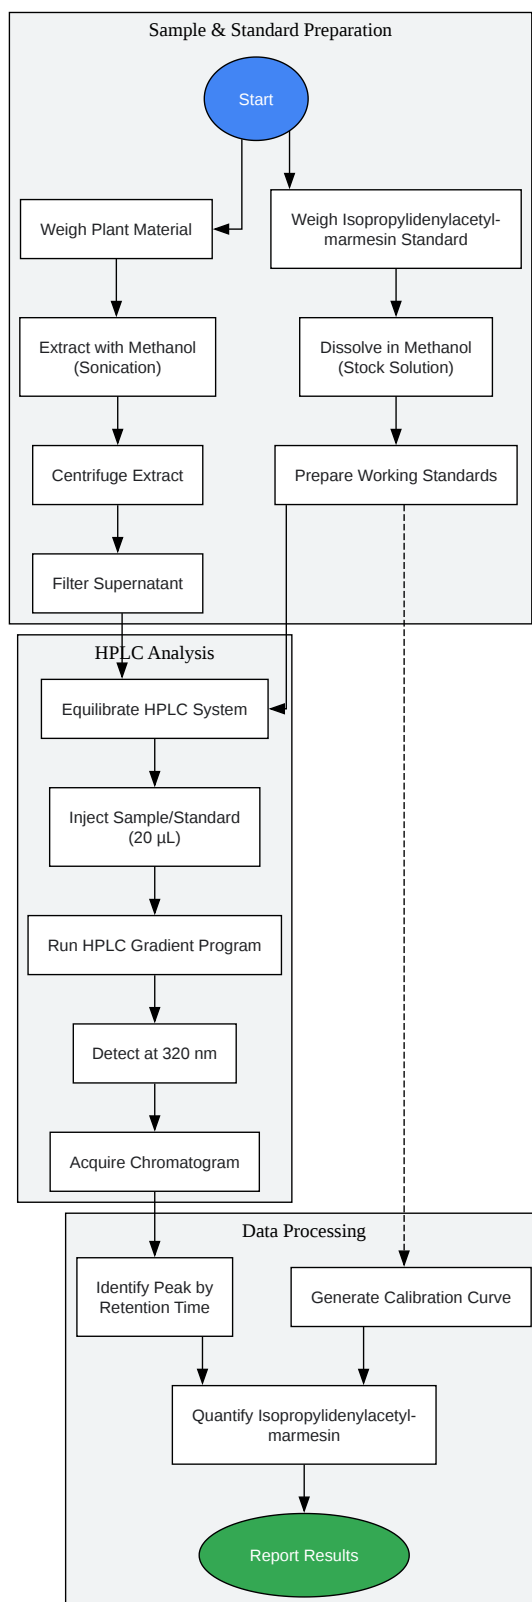 Sample & Standard Preparation
Start
Weigh Plant Material
Weigh Isopropylidenylacetyl-
marmesin Standard
Extract with Methanol
(Sonication)
Dissolve in Methanol
(Stock Solution)
Centrifuge Extract
Prepare Working Standards
Filter Supernatant
HPLC Analysis
Equilibrate HPLC System
Inject Sample/Standard
(20 µL)
Run HPLC Gradient Program
Detect at 320 nm
Acquire Chromatogram
Data Processing
Identify Peak by
Retention Time
Generate Calibration Curve
Quantify Isopropylidenylacetyl-
marmesin
Report Results